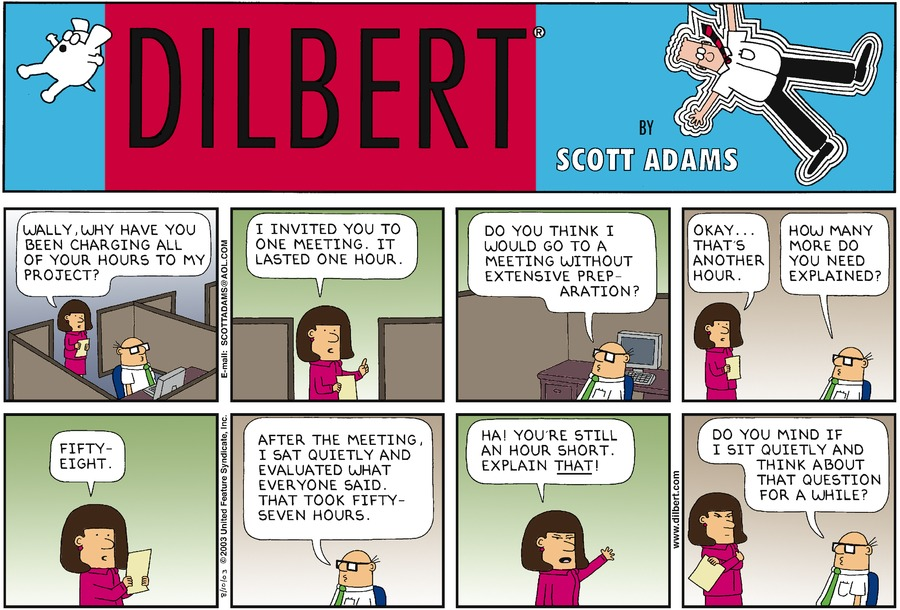 DILBERT®
BY
SCOTT ADAMS
WALLY, WHY HAVE YOU
BEEN CHARGING ALL
OF YOUR HOURS TO MY
PROJECT?
E-mail: SCOTTADAMS@AOL.COM
I INVITED YOU TO
ONE MEETING. IT
LASTED ONE HOUR.
DO YOU THINK I
WOULD GO TO A
MEETING WITHOUT
EXTENSIVE PREP-
ARATION?
OKAY...
THAT'S
ANOTHER
HOUR.
HOW MANY
MORE DO
YOU NEED
EXPLAINED?
FIFTY-
EIGHT.
8/10/03 ©2003 United Feature Syndicate, Inc.
AFTER THE MEETING,
I SAT QUIETLY AND
EVALUATED WHAT
EVERYONE SAID.
THAT TOOK FIFTY-
SEVEN HOURS.
HA! YOU'RE STILL
AN HOUR SHORT.
EXPLAIN THAT!
www.dilbert.com
DO YOU MIND IF
I SIT QUIETLY AND
THINK ABOUT
THAT QUESTION
FOR A WHILE?